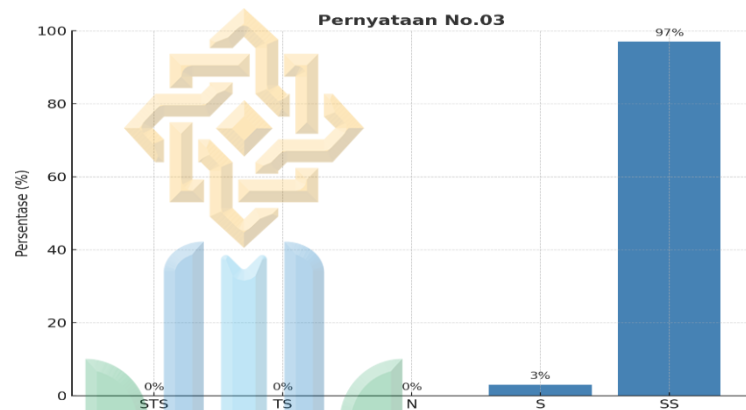 Pernyataan No.03
Persentase (%)
100
80
60
40
20
0
0%
0%
0%
3%
97%
STS
TS
N
S
SS